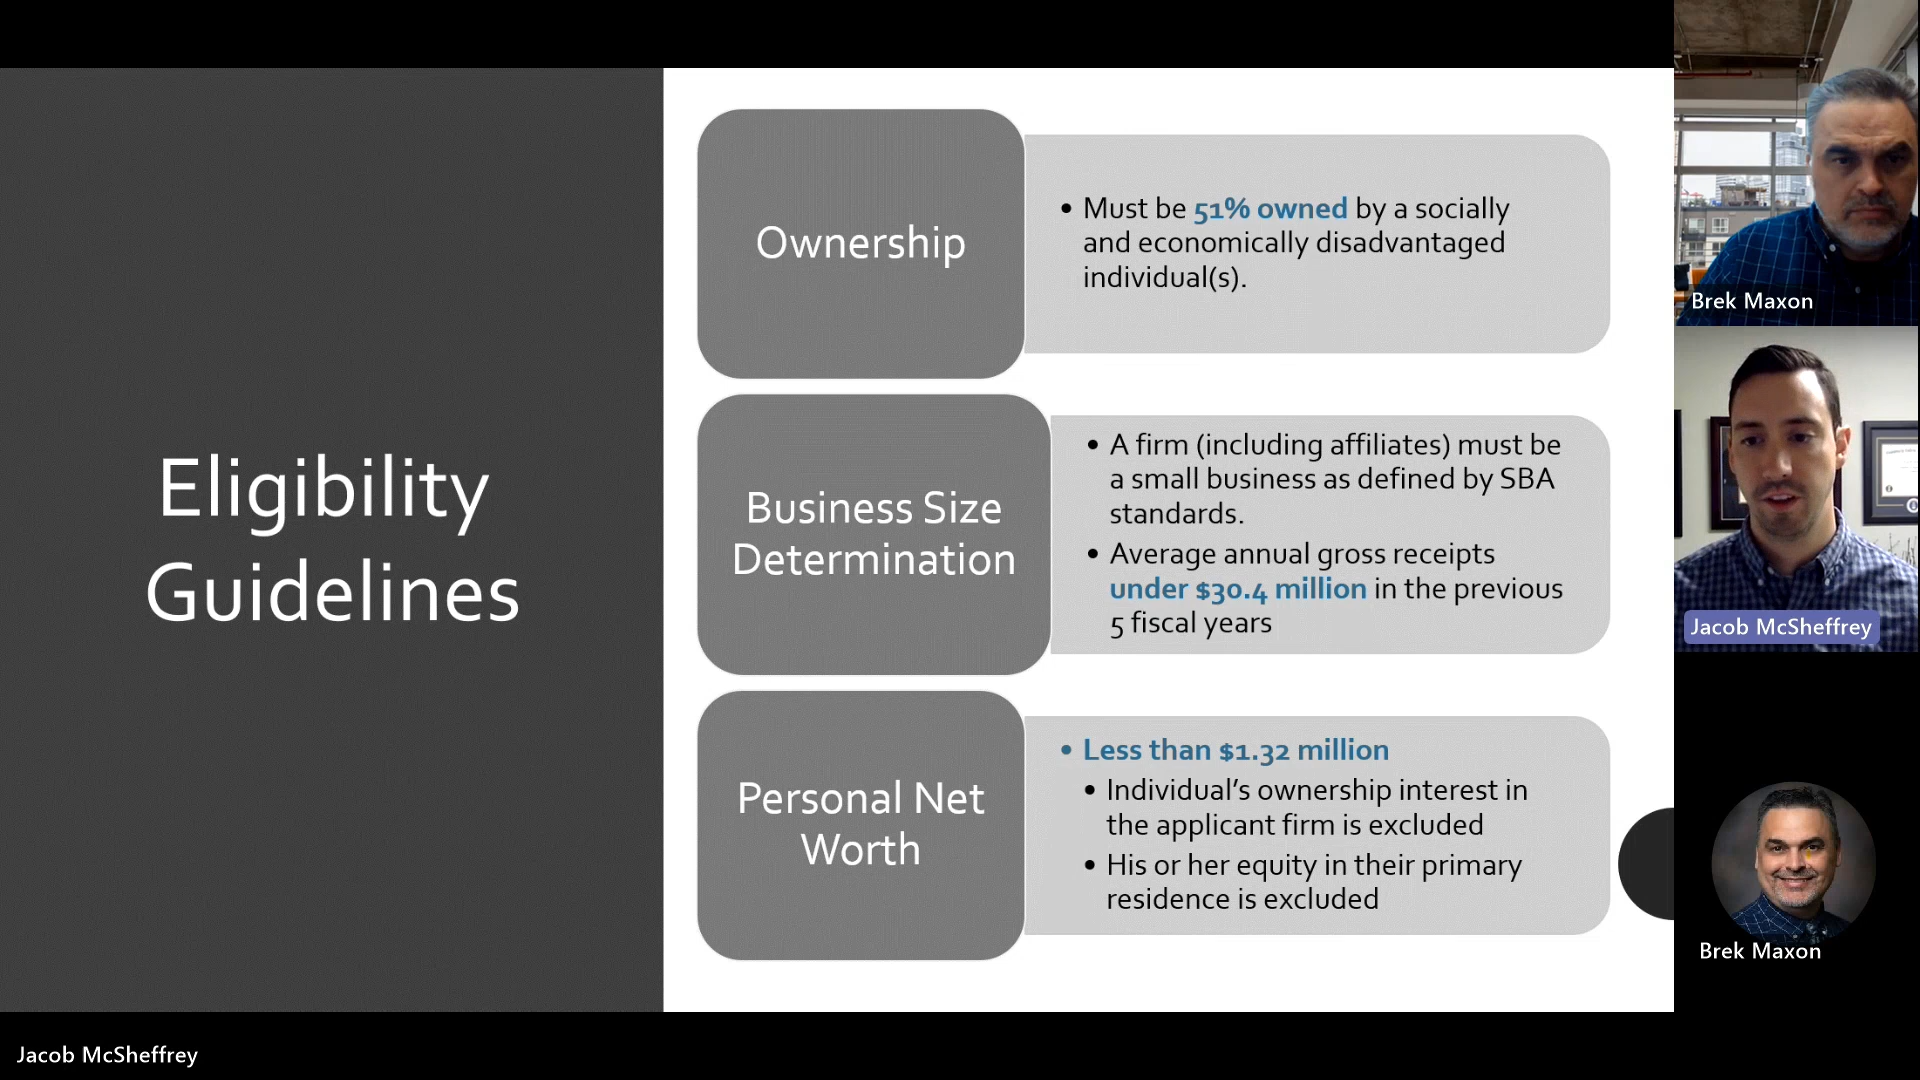 Eligibility
Guidelines
Ownership
• Must be 51% owned by a socially
and economically disadvantaged
individual(s).
Business Size
Determination
• A firm (including affiliates) must be
a small business as defined by SBA
standards.
• Average annual gross receipts
under $30.4 million in the previous
5 fiscal years
Personal Net
Worth
• Less than $1.32 million
• Individual’s ownership interest in
the applicant firm is excluded
• His or her equity in their primary
residence is excluded
Brek Maxon
Jacob McSheffrey
Brek Maxon
Jacob McSheffrey